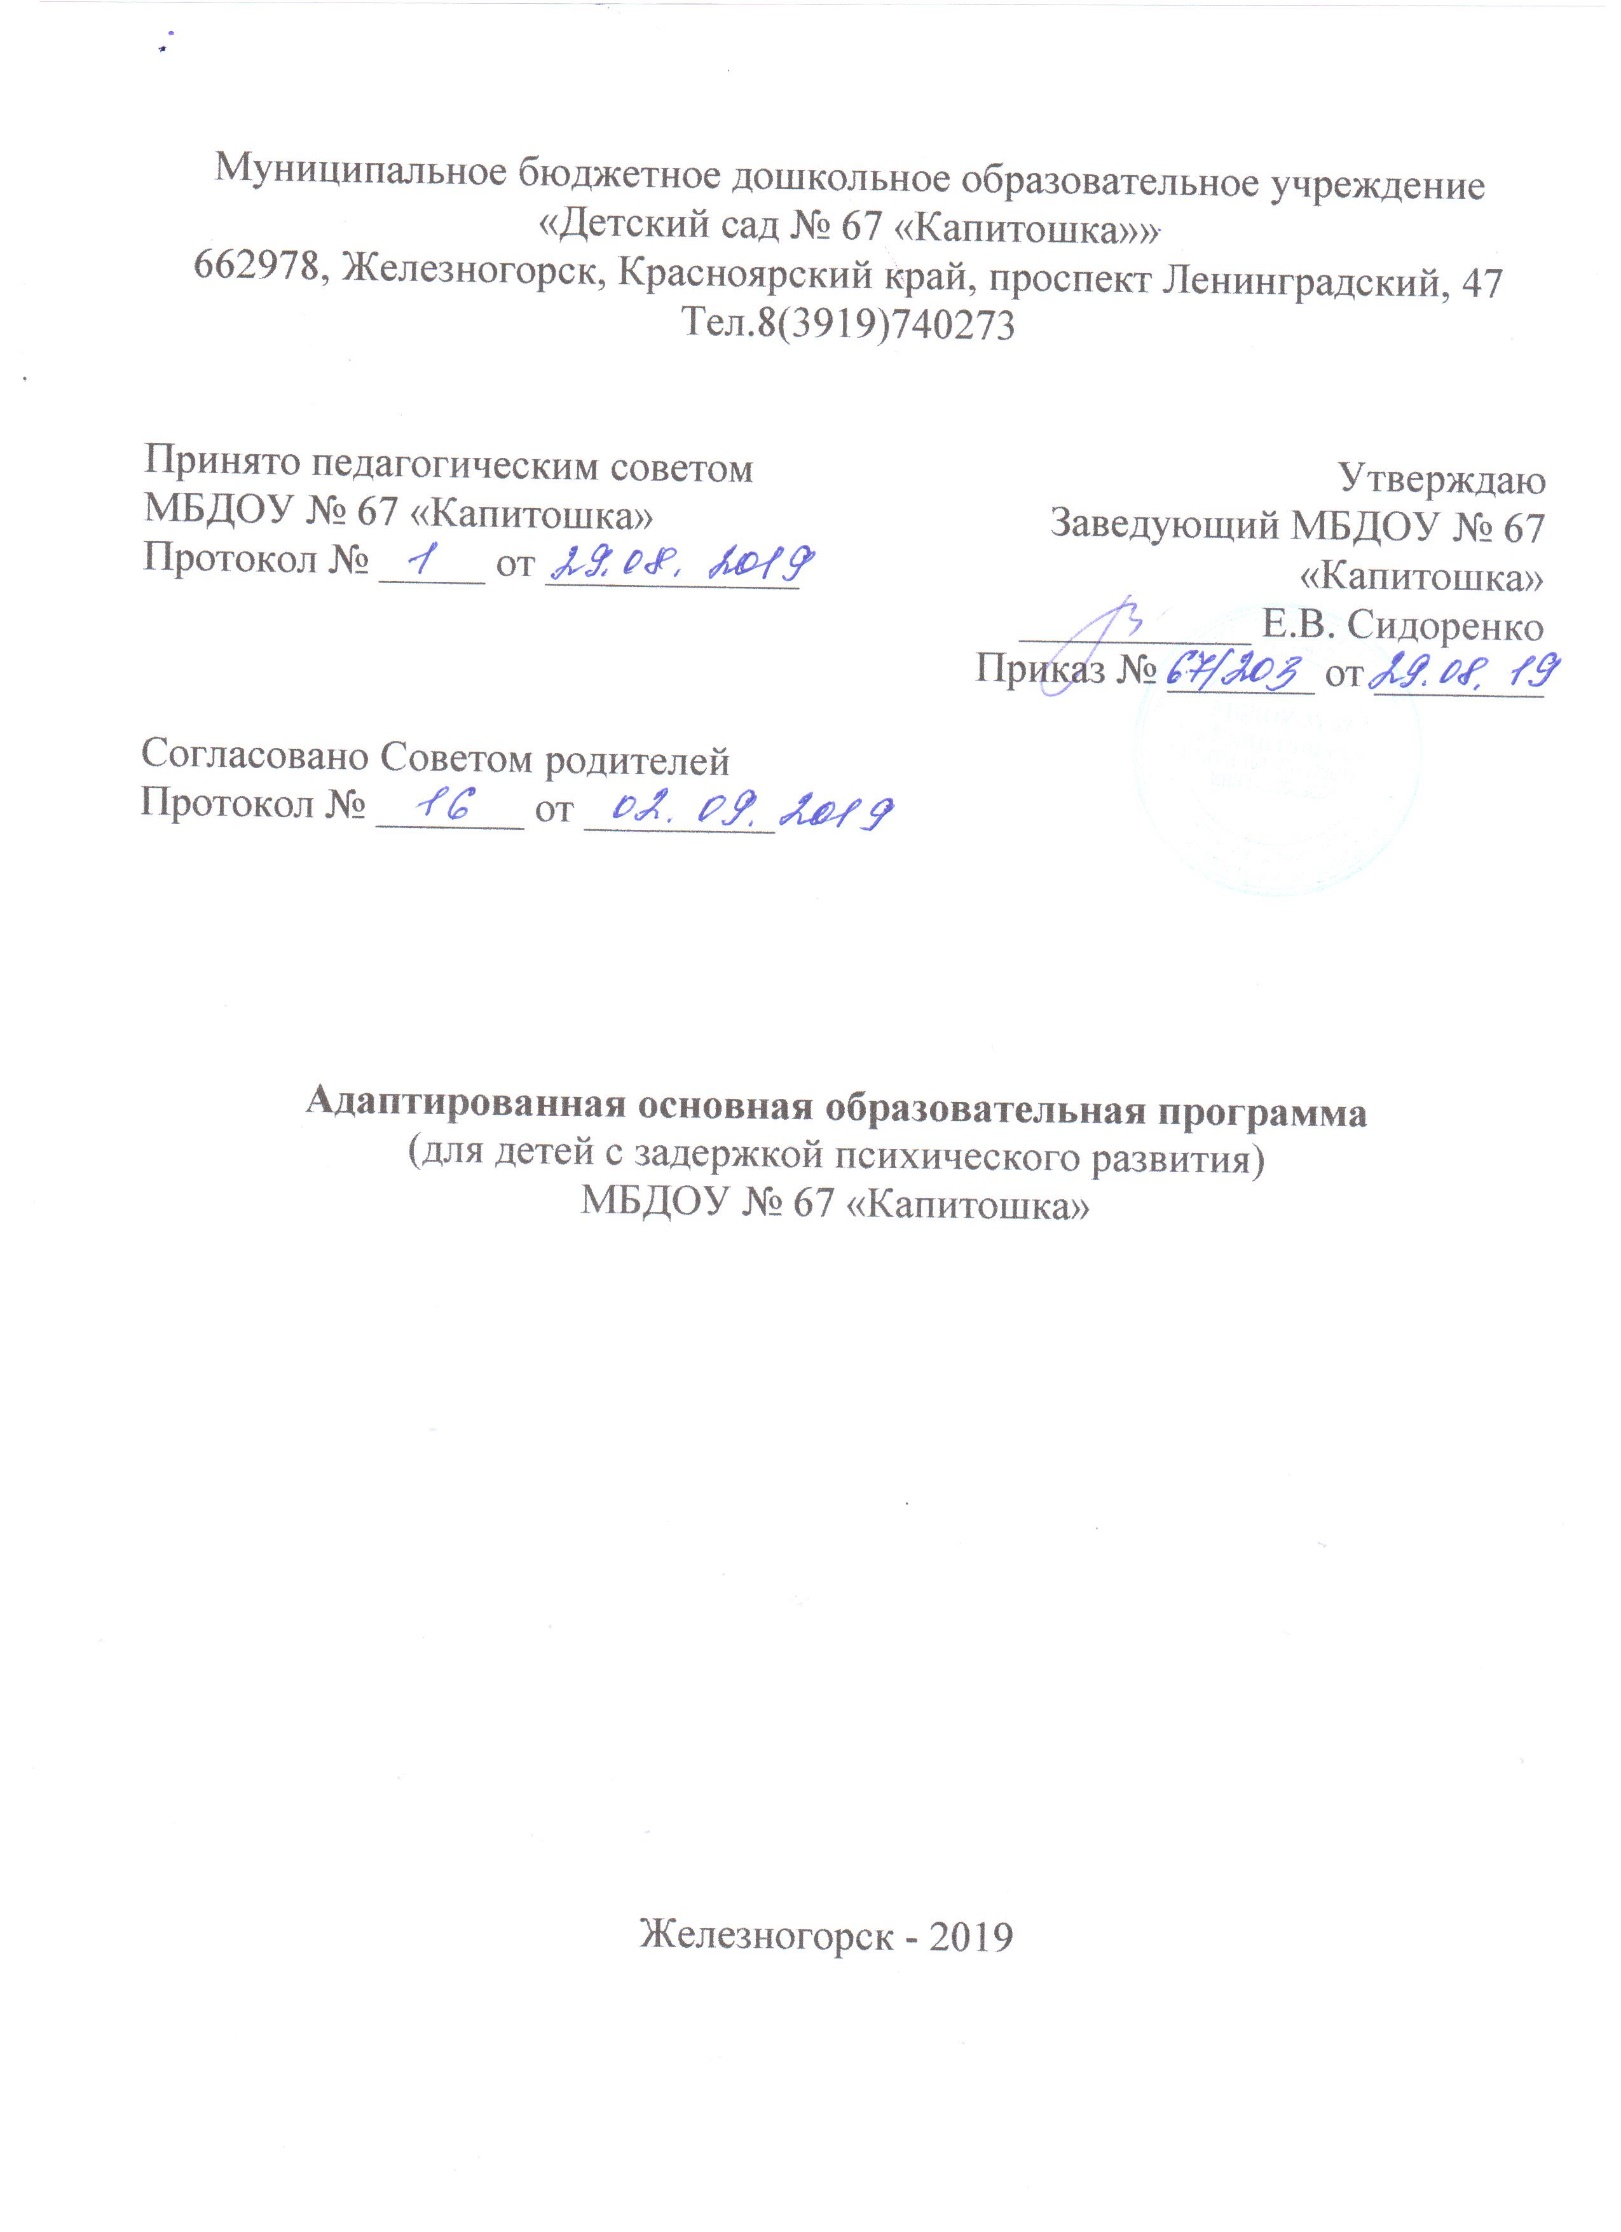 Муниципальное бюджетное дошкольное образовательное учреждение
«Детский сад № 67 «Капитошка»»
662978, Железногорск, Красноярский край, проспект Ленинградский, 47
Тел.8(3919)740273
Принято педагогическим советом
МБДОУ № 67 «Капитошка»
Протокол № 1 от 29.08. 2019
Утверждаю
Заведующий МБДОУ № 67
«Капитошка»
Е.В. Сидоренко
Приказ № 67/203 от 29.08. 19
Согласовано Советом родителей
Протокол № 16 от 02. 09. 2019
Адаптированная основная образовательная программа
(для детей с задержкой психического развития)
МБДОУ № 67 «Капитошка»
Железногорск - 2019